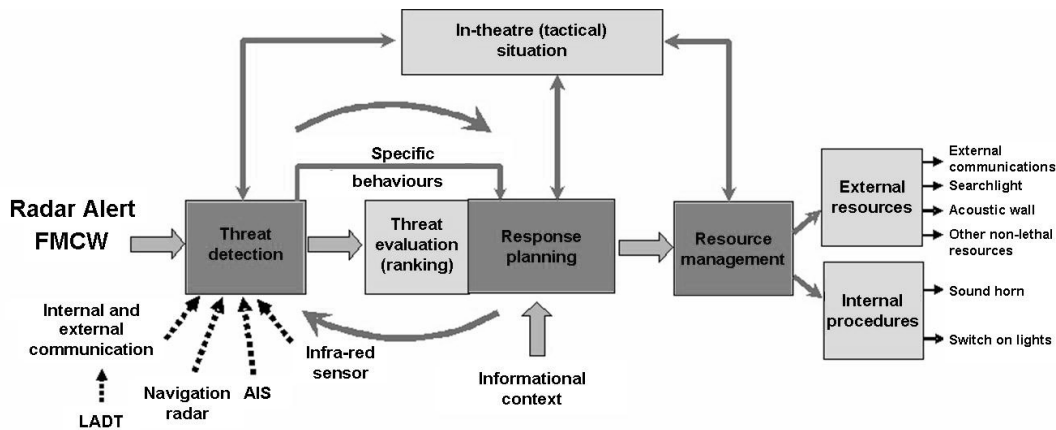 In-theatre (tactical)
situation
Specific
behaviours
Radar Alert
FMCW
Threat
detection
Threat
evaluation
(ranking)
Response
planning
Resource
management
External
resources
External
communications
Searchlight
Acoustic wall
Other non-lethal
resources
Internal
procedures
Sound horn
Switch on lights
Internal and
external
communication
LADT
Navigation
radar
AIS
Infra-red
sensor
Informational
context